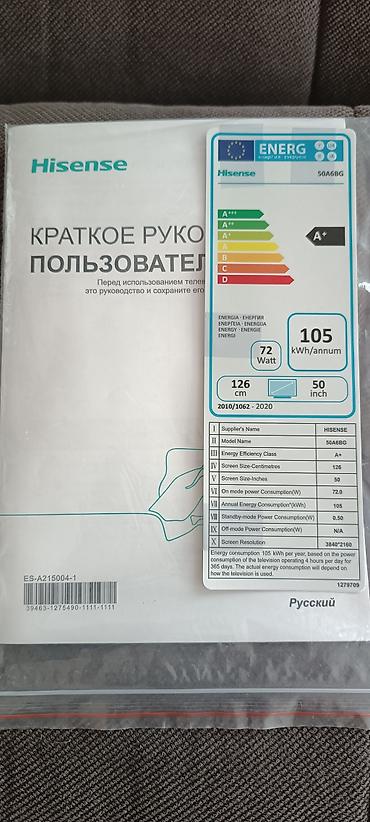 Hisense
КРАТКОЕ РУКО
ПОЛЬЗОВАТЕЛ
Перед использованием телев
это руководство и сохраните его
ES-A215004-1
39463-1275490-1111-1111
Русский
ENERG
енергия · ενεργεια
Hisense
50A6BG
A+++
A++
A+
A
B
C
D
A+
ENERGIA · ЕНЕРГИЯ
ΕΝΕΡΓΕΙΑ · ENERGIJA
ENERGY · ENERGIE
ENERGI
72
Watt
105
kWh/annum
126
cm
50
inch
2010/1062 - 2020
I Supplier's Name HISENSE
II Model Name 50A6BG
III Energy Efficiency Class A+
IV Screen Size-Centimetres 126
V Screen Size-Inches 50
VI On mode power Consumption(W) 72.0
VII Annual Energy Consumption*(kWh) 105
VIII Standby-mode Power Consumption(W) 0.50
IX Off-mode Power Consumption(W) N/A
X Screen Resolution 3840*2160
Energy consumption 105 kWh per year, based on the power
consumption of the television operating 4 hours per day for
365 days. The actual energy consumption will depend on
how the television is used.
1279709